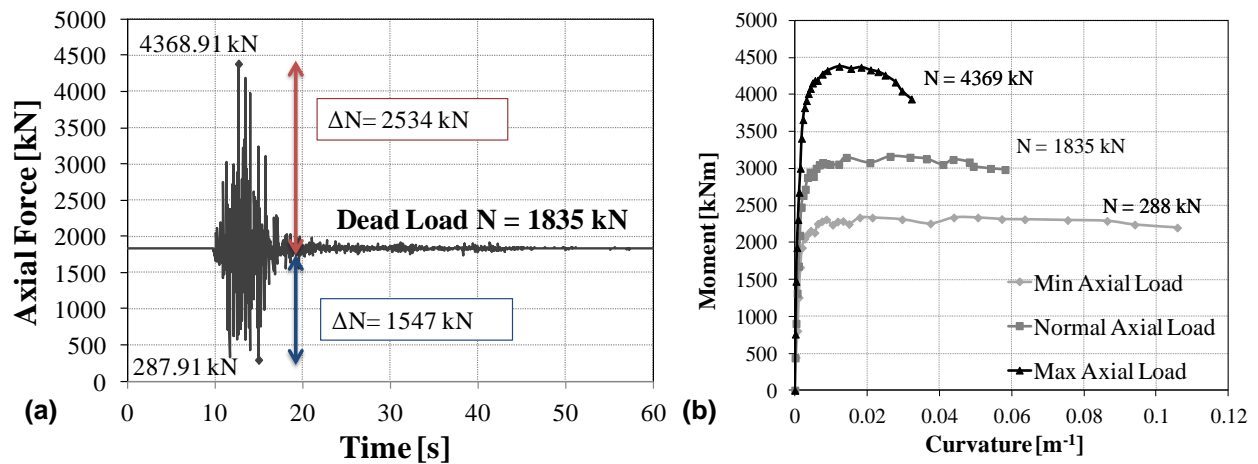 5000
4500
4000
3500
3000
2500
2000
1500
1000
500
0
Axial Force [kN]
4368.91 kN
ΔN= 2534 kN
Dead Load N = 1835 kN
ΔN= 1547 kN
287.91 kN
0 10 20 30 40 50 60
Time [s]
(a)
5000
4500
4000
3500
3000
2500
2000
1500
1000
500
0
Moment [kNm]
N = 4369 kN
N = 1835 kN
N = 288 kN
Min Axial Load
Normal Axial Load
Max Axial Load
0 0.02 0.04 0.06 0.08 0.1 0.12
Curvature [m-1]
(b)